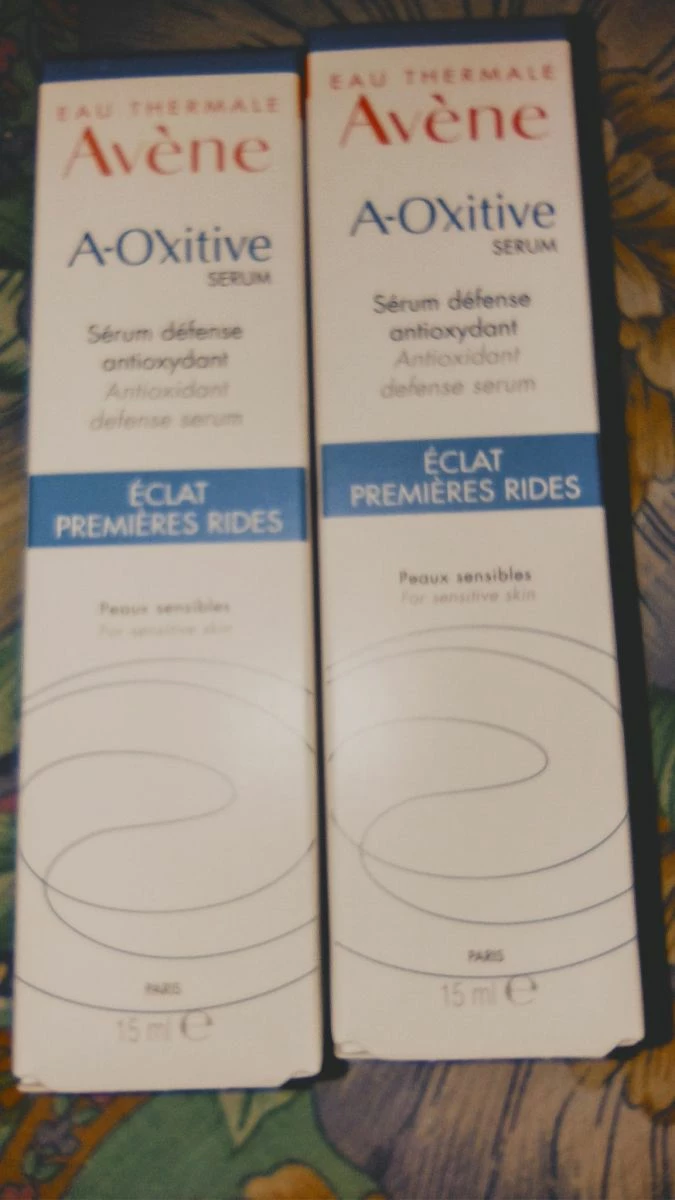 EAU THERMALE
Avène
A-OXitive
SERUM
Sérum défense
antioxydant
Antioxidant
defense serum
ÉCLAT
PREMIÈRES RIDES
Peaux sensibles
For sensitive skin
PARIS
15 ml e
EAU THERMALE
Avène
A-OXitive
SERUM
Sérum défense
antioxydant
Antioxidant
defense serum
ÉCLAT
PREMIÈRES RIDES
Peaux sensibles
For sensitive skin
PARIS
15 ml e